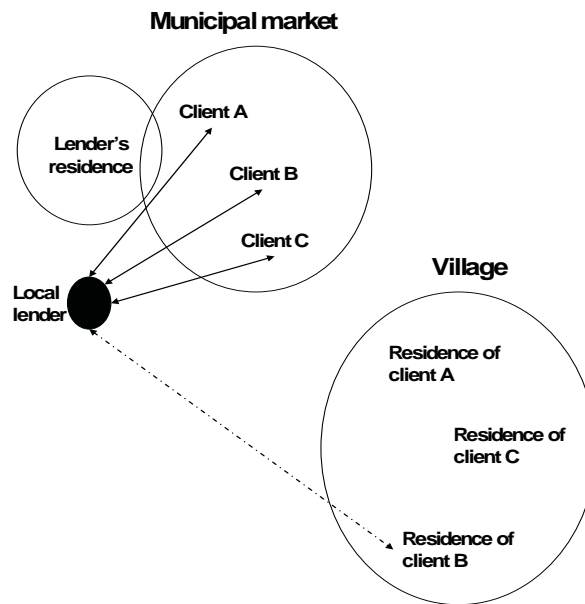 Municipal market
Client A
Lender's
residence
Client B
Client C
Village
Local
lender
Residence of
client A
Residence of
client C
Residence of
client B